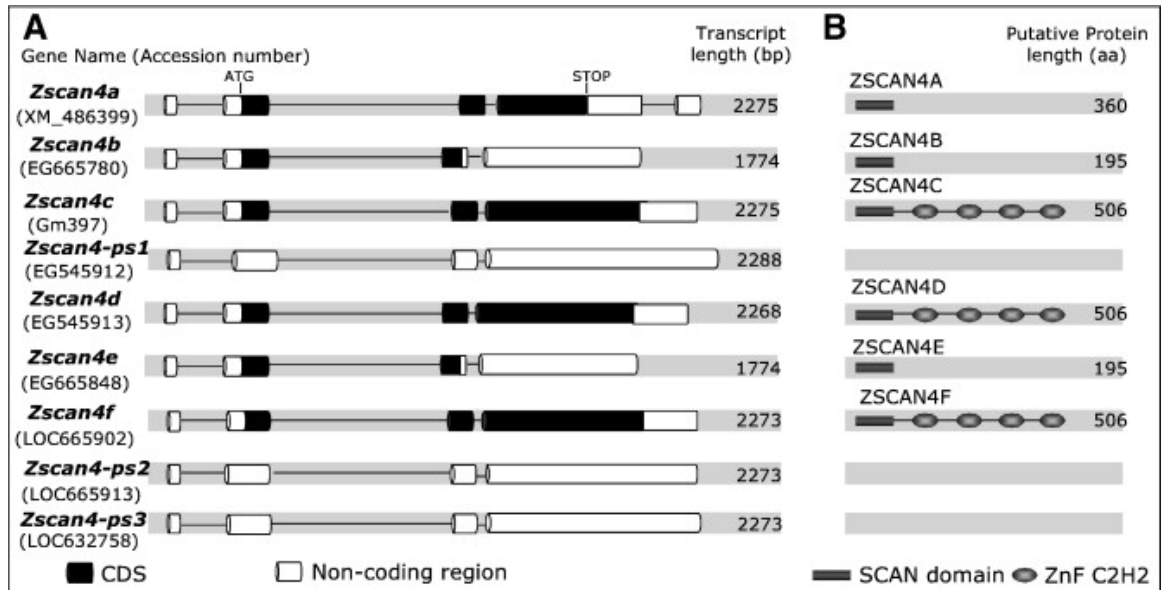 A
B
Gene Name (Accession number)
Transcript
length (bp)
Putative Protein
length (aa)
ATG
STOP
Zscan4a
(XM_486399)
2275
ZSCAN4A
360
Zscan4b
(EG665780)
1774
ZSCAN4B
195
Zscan4c
(Gm397)
2275
ZSCAN4C
506
Zscan4-ps1
(EG545912)
2288
Zscan4d
(EG545913)
2268
ZSCAN4D
506
Zscan4e
(EG665848)
1774
ZSCAN4E
195
Zscan4f
(LOC665902)
2273
ZSCAN4F
506
Zscan4-ps2
(LOC665913)
2273
Zscan4-ps3
(LOC632758)
2273
CDS
Non-coding region
SCAN domain
ZnF C2H2